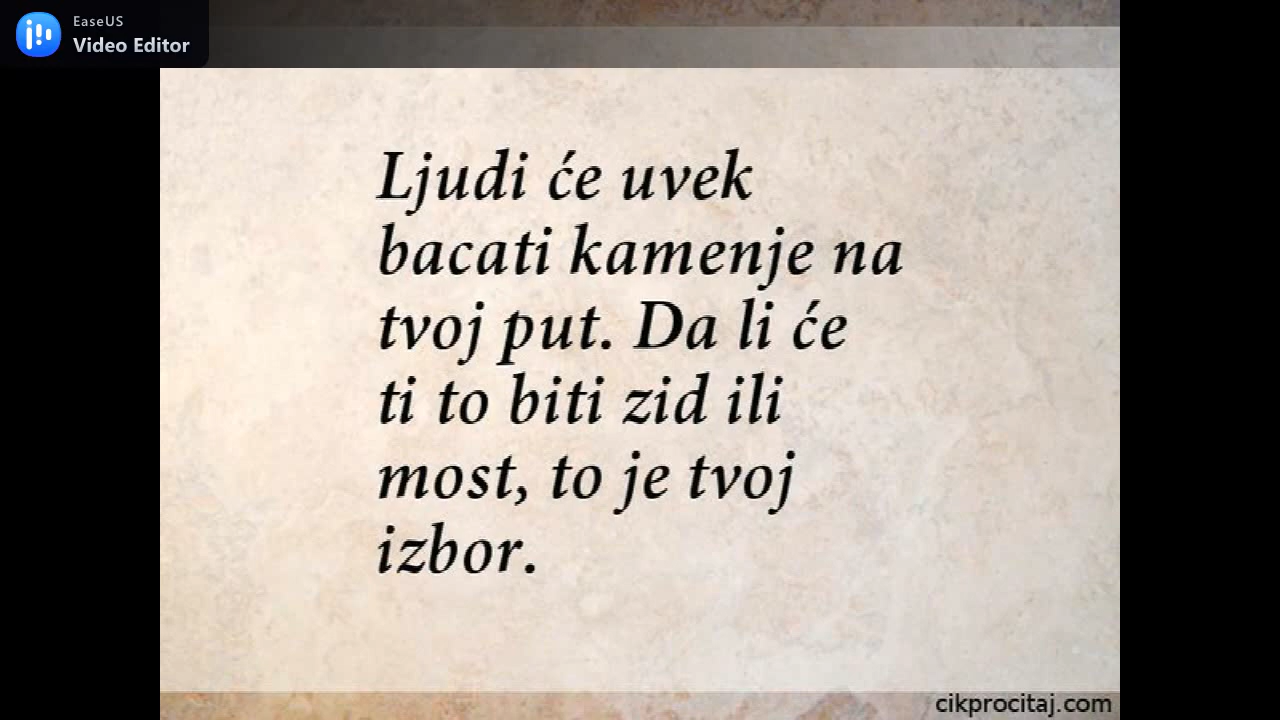 EaseUS
Video Editor
Ljudi će uvek
bacati kamenje na
tvoj put. Da li će
ti to biti zid ili
most, to je tvoj
izbor.
cikprocitaj.com